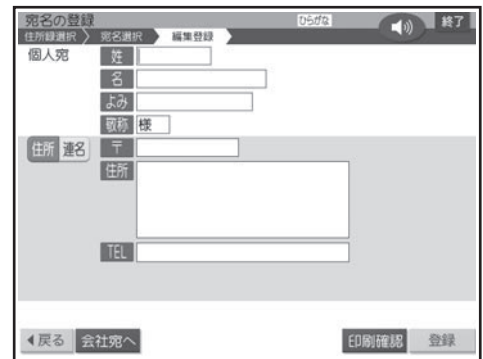 宛名の登録 ひらがな 終了
住所録選択 宛名選択 編集登録
個人宛 姓
名
よみ
敬称 様
住所 連名 〒
住所
TEL
戻る 会社宛へ 印刷確認 登録